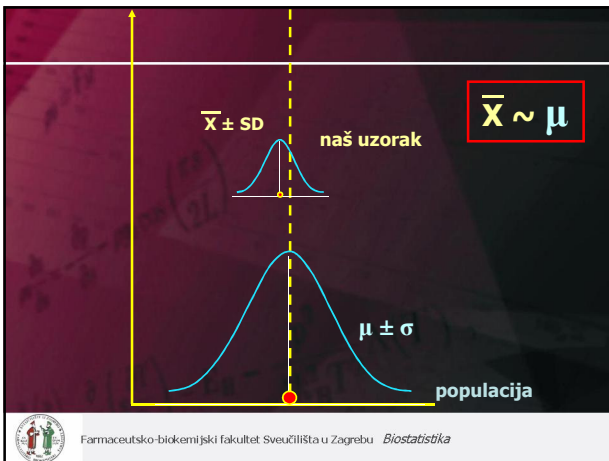 X̅ ± SD
naš uzorak
X̅ ~ μ
μ ± σ
populacija
Farmaceutsko-biokemijski fakultet Sveučilišta u Zagrebu Biostatistika